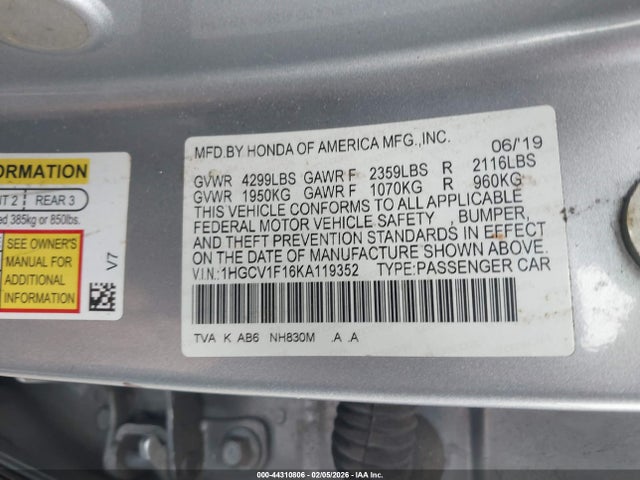 FORMATION
NT 2 REAR 3
ed 385kg or 850lbs.
SEE OWNER'S
MANUAL FOR
ADDITIONAL
INFORMATION
V7
MFD.BY HONDA OF AMERICA MFG.,INC. 06/'19
GVWR 4299LBS GAWR F 2359LBS R 2116LBS
GVWR 1950KG GAWR F 1070KG R 960KG
THIS VEHICLE CONFORMS TO ALL APPLICABLE
FEDERAL MOTOR VEHICLE SAFETY , BUMPER,
AND THEFT PREVENTION STANDARDS IN EFFECT
ON THE DATE OF MANUFACTURE SHOWN ABOVE.
V.I.N.:1HGCV1F16KA119352 TYPE:PASSENGER CAR
TVA K AB6 NH830M .A .A
000-44310806 - 02/05/2026 - IAA Inc.